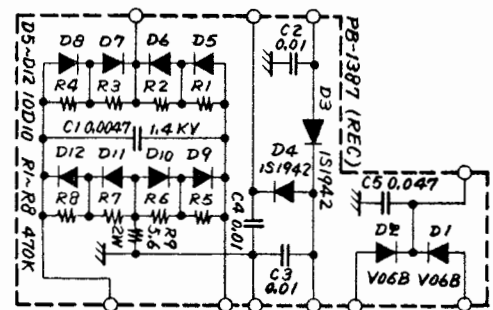 D5~D12 10D10
R1~R8 470K
D8 D7 D6 D5
R4 R3 R2 R1
C1 0.0047 1.4KV
D12 D11 D10 D9
R8 R7 R6 R5
2W 5.6 R9
C2
0.01
D3
1S1942
D4
1S1942
C4 0.01
C3
0.01
PB-1387 (REC)
C5 0.047
D2 D1
V06B V06B